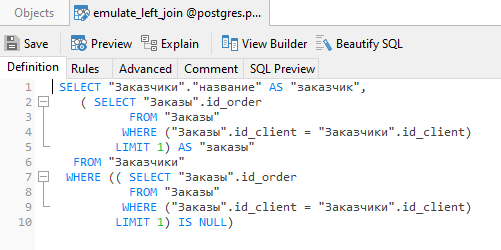 Objects emulate_left_join @postgres.p...
Save Preview Explain View Builder Beautify SQL
Definition Rules Advanced Comment SQL Preview
1 SELECT "Заказчики"."название" AS "заказчик",
2 ( SELECT "Заказы".id_order
3 FROM "Заказы"
4 WHERE ("Заказы".id_client = "Заказчики".id_client)
5 LIMIT 1) AS "заказы"
6 FROM "Заказчики"
7 WHERE (( SELECT "Заказы".id_order
8 FROM "Заказы"
9 WHERE ("Заказы".id_client = "Заказчики".id_client)
10 LIMIT 1) IS NULL)